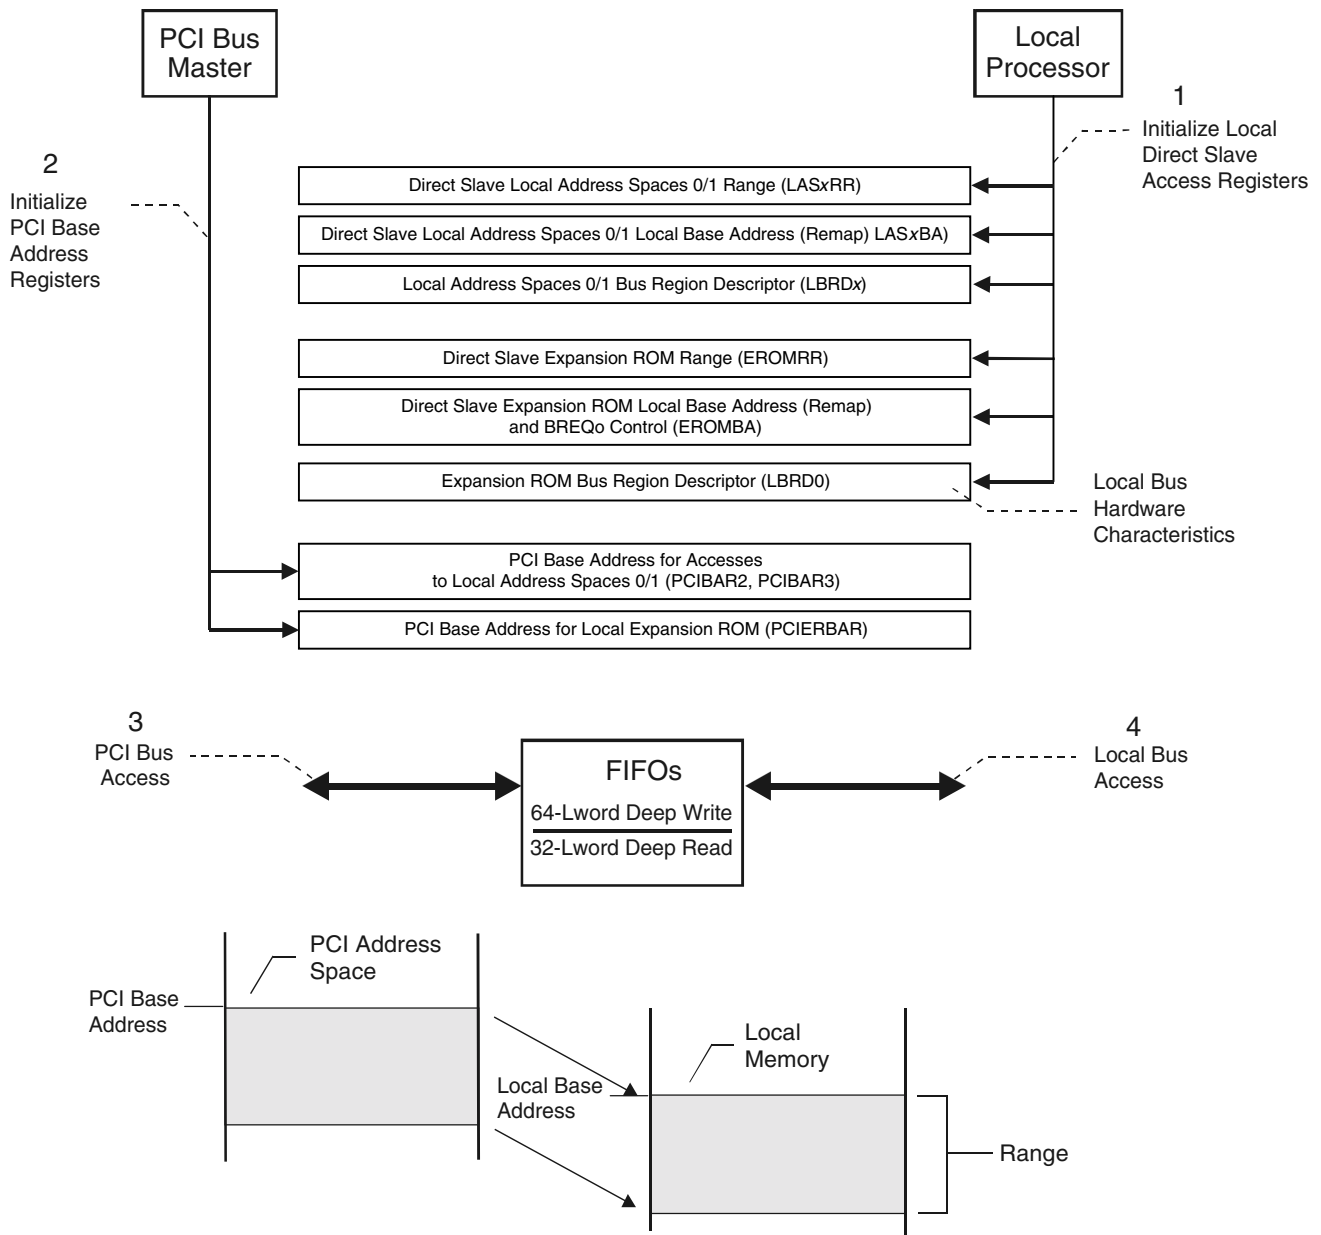 PCI Bus
Master
Local
Processor
1
Initialize Local
Direct Slave
Access Registers
2
Initialize
PCI Base
Address
Registers
Direct Slave Local Address Spaces 0/1 Range (LASxRR)
Direct Slave Local Address Spaces 0/1 Local Base Address (Remap) LASxBA)
Local Address Spaces 0/1 Bus Region Descriptor (LBRDx)
Direct Slave Expansion ROM Range (EROMRR)
Direct Slave Expansion ROM Local Base Address (Remap)
and BREQo Control (EROMBA)
Expansion ROM Bus Region Descriptor (LBRD0)
Local Bus
Hardware
Characteristics
PCI Base Address for Accesses
to Local Address Spaces 0/1 (PCIBAR2, PCIBAR3)
PCI Base Address for Local Expansion ROM (PCIERBAR)
3
PCI Bus
Access
FIFOs
64-Lword Deep Write
32-Lword Deep Read
4
Local Bus
Access
PCI Address
Space
PCI Base
Address
Local
Memory
Local Base
Address
Range